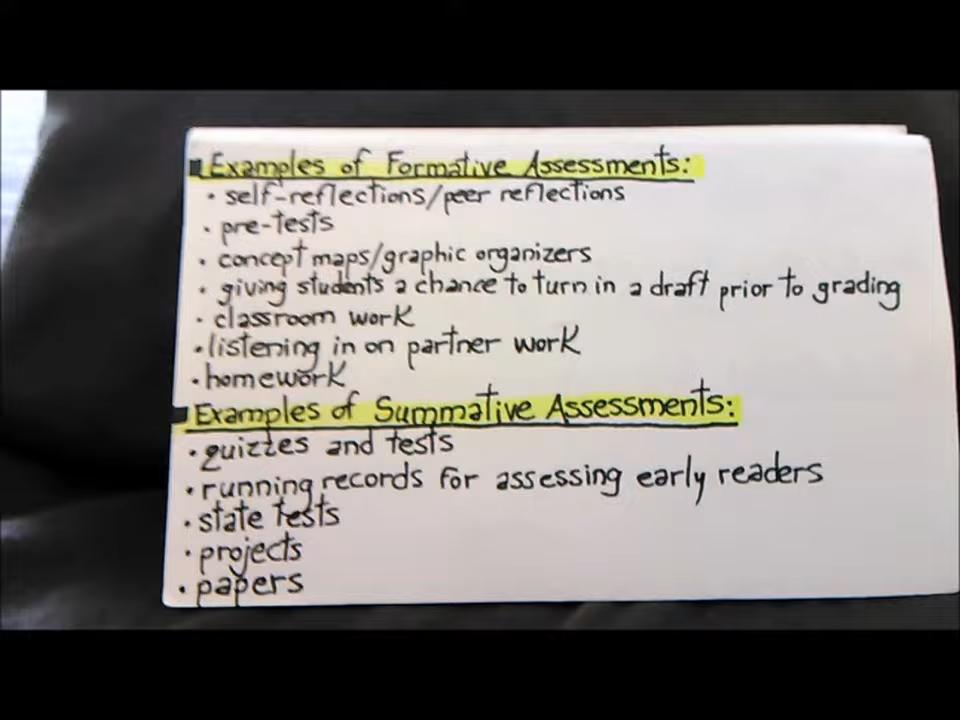 ■ Examples of Formative Assessments:
• self-reflections/peer reflections
• pre-tests
• concept maps/graphic organizers
• giving students a chance to turn in a draft prior to grading
• classroom work
• listening in on partner work
• homework
■ Examples of Summative Assessments:
• quizzes and tests
• running records for assessing early readers
• state tests
• projects
• papers